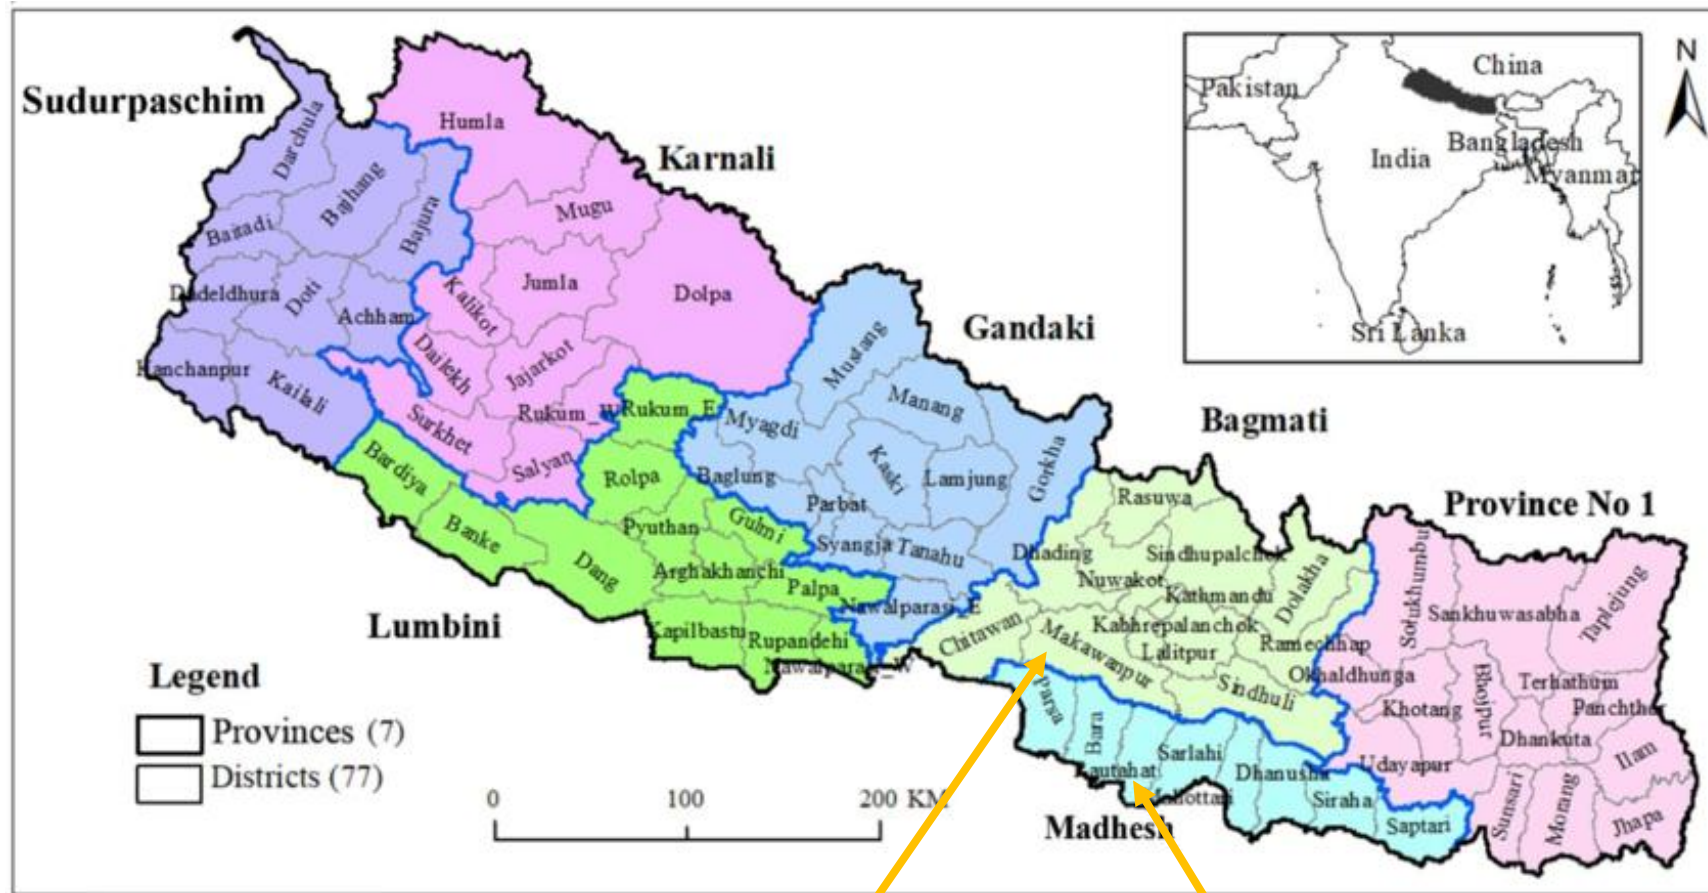 Sudurpaschim
Darchula
Bajhang
Bajura
Baitadi
Dadeldhura
Doti
Achham
Kanchanpur
Kailali
Karnali
Humla
Mugu
Jumla
Dolpa
Kalikot
Dailekh
Jajarkot
Rukum_W
Surkhet
Salyan
Lumbini
Rukum_E
Rolpa
Bardiya
Banke
Dang
Pyuthan
Gulmi
Arghakhanchi
Palpa
Kapilbastu
Rupandehi
Gandaki
Mustang
Manang
Myagdi
Kaski
Lamjung
Gorkha
Baglung
Parbat
Syangja
Tanahu
Nawalparasi_E
Bagmati
Rasuwa
Dhading
Sindhupalchok
Nuwakot
Kathmandu
Dolakha
Chitawan
Makawanpur
Kabhrepalanchok
Lalitpur
Ramechhap
Sindhuli
Province No 1
Solukhumbu
Sankhuwasabha
Taplejung
Okhaldhunga
Khotang
Bhojpur
Terhathum
Panchthar
Dhankuta
Ilam
Udayapur
Sunsari
Morang
Jhapa
Madhesh
Parsa
Bara
Sarlahi
Dhanusha
Siraha
Saptari
Pakistan
China
India
Bangladesh
Myanmar
Sri Lanka
N
Legend
Provinces (7)
Districts (77)
0 100 200 KM